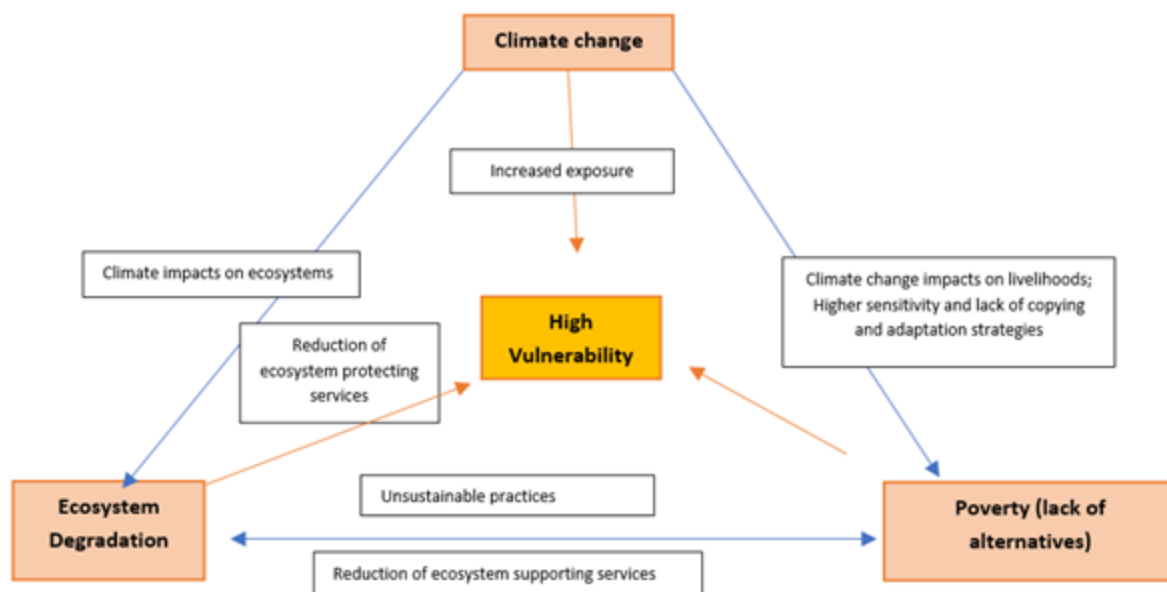 Climate change
Increased exposure
Climate impacts on ecosystems
Climate change impacts on livelihoods;
Higher sensitivity and lack of copying
and adaptation strategies
High
Vulnerability
Reduction of
ecosystem protecting
services
Unsustainable practices
Ecosystem
Degradation
Poverty (lack of
alternatives)
Reduction of ecosystem supporting services